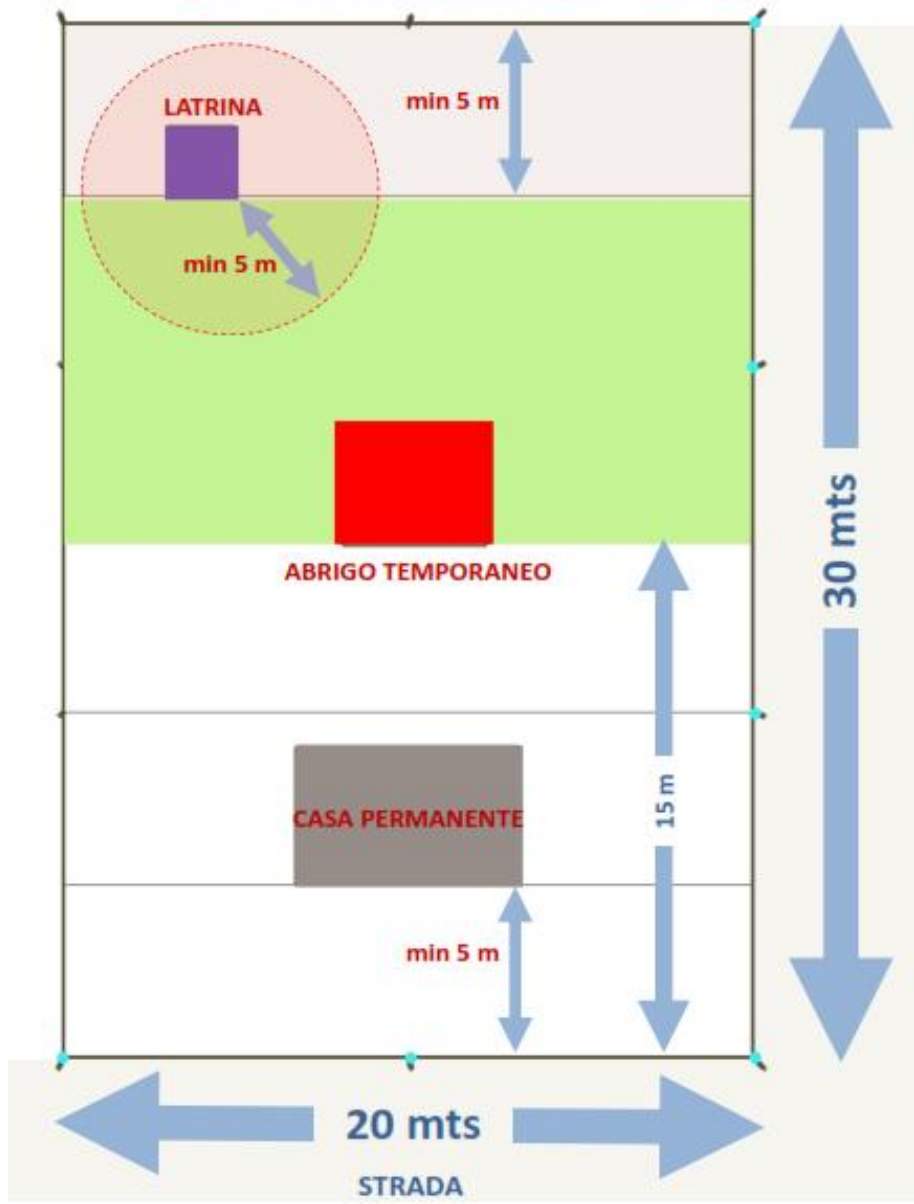 LATRINA
min 5 m
min 5 m
ABRIGO TEMPORANEO
30 mts
15 m
CASA PERMANENTE
min 5 m
20 mts
STRADA